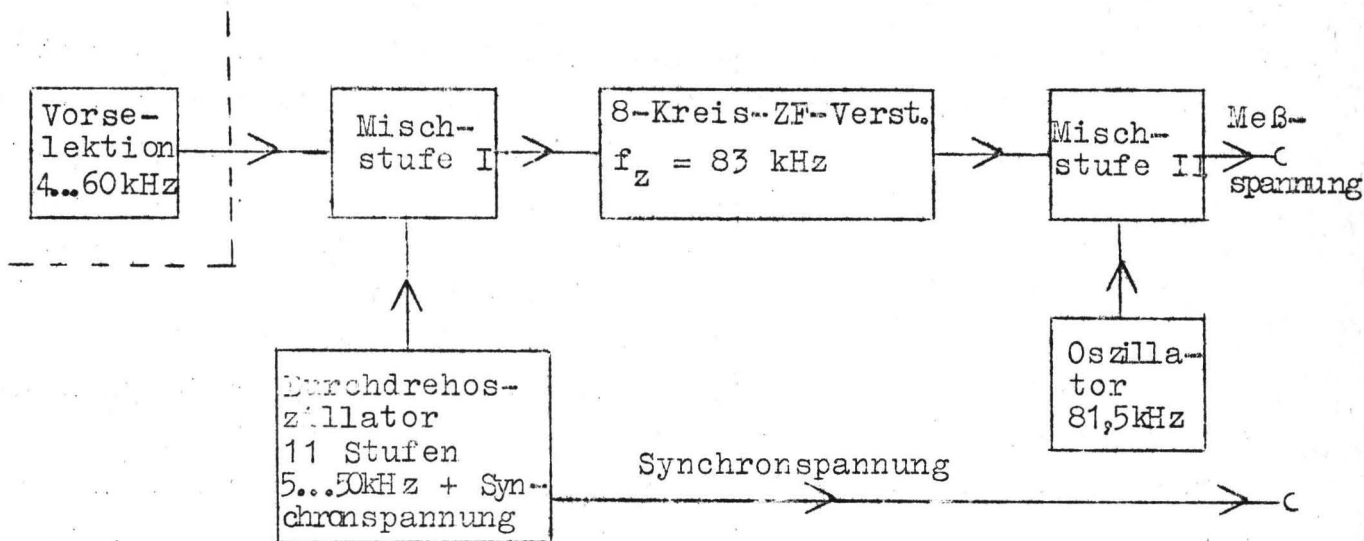 Vorse-
lektion
4...60kHz
Misch-
stufe I
8-Kreis-ZF-Verst.
f_z = 83 kHz
Misch-
stufe II
Meß-
spannung
Durchdrehos-
zillator
11 Stufen
5...50kHz + Syn-
chronspannung
Oszilla-
tor
81,5kHz
Synchronspannung